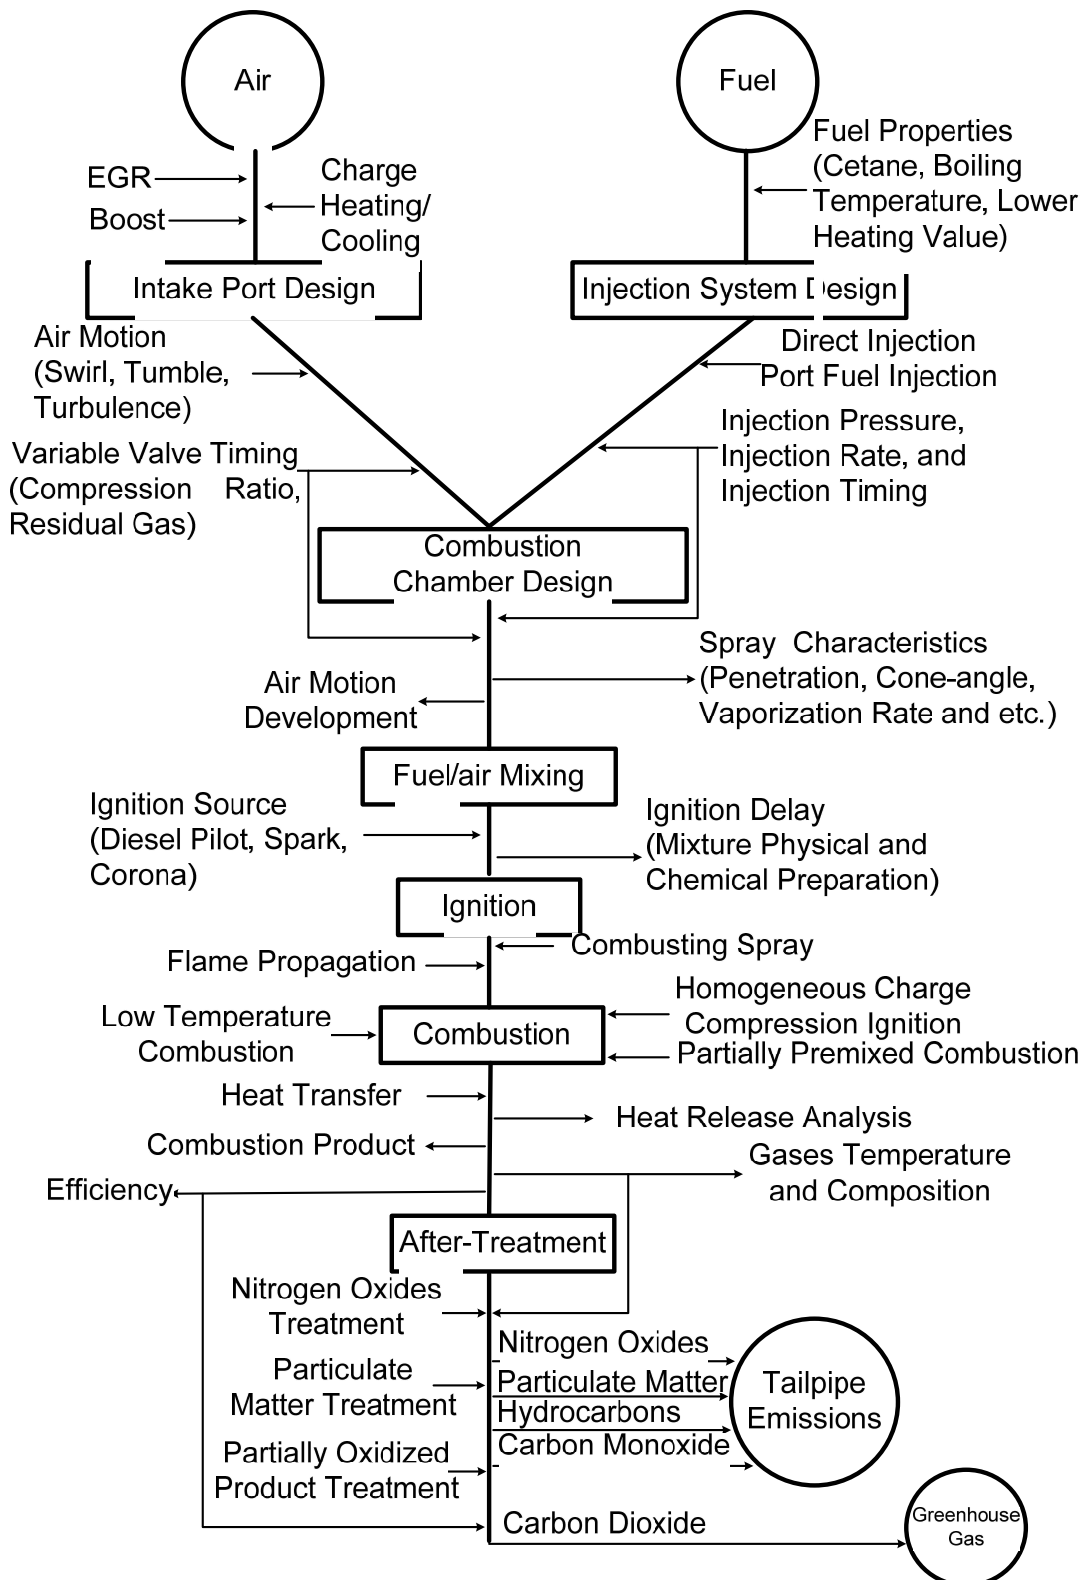 Air
Fuel
EGR
Boost
Charge
Heating/
Cooling
Fuel Properties
(Cetane, Boiling
Temperature, Lower
Heating Value)
Intake Port Design
Injection System Design
Air Motion
(Swirl, Tumble,
Turbulence)
Direct Injection
Port Fuel Injection
Variable Valve Timing
(Compression Ratio,
Residual Gas)
Injection Pressure,
Injection Rate, and
Injection Timing
Combustion
Chamber Design
Air Motion
Development
Spray Characteristics
(Penetration, Cone-angle,
Vaporization Rate and etc.)
Fuel/air Mixing
Ignition Source
(Diesel Pilot, Spark,
Corona)
Ignition Delay
(Mixture Physical and
Chemical Preparation)
Ignition
Combusting Spray
Flame Propagation
Low Temperature
Combustion
Combustion
Homogeneous Charge
Compression Ignition
Partially Premixed Combustion
Heat Transfer
Heat Release Analysis
Combustion Product
Gases Temperature
and Composition
Efficiency
After-Treatment
Nitrogen Oxides
Treatment
Particulate
Matter Treatment
Partially Oxidized
Product Treatment
Nitrogen Oxides
Particulate Matter
Hydrocarbons
Carbon Monoxide
Tailpipe
Emissions
Carbon Dioxide
Greenhouse
Gas